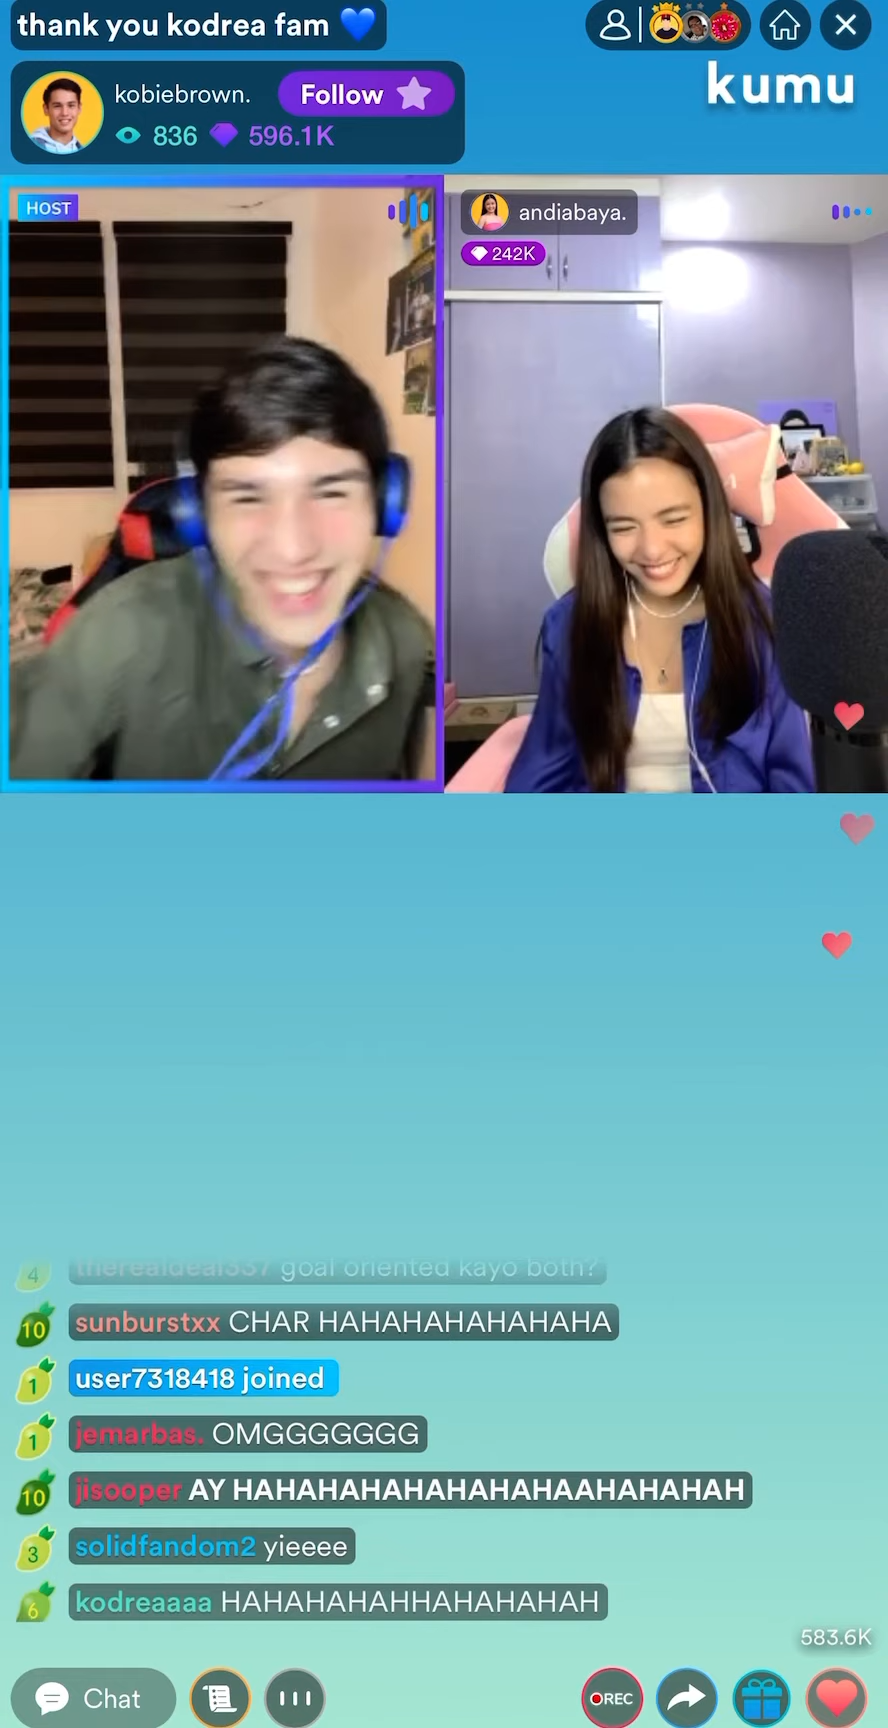 thank you kodrea fam 💙
kobiebrown.
Follow
836 596.1K
kumu
HOST
andiabaya.
242K
4 therealdeal337 goal oriented kayo both?
10 sunburstxx CHAR HAHAHAHAHAHAHA
1 user7318418 joined
1 jemarbas. OMGGGGGGG
10 jisooper AY HAHAHAHAHAHAHAHAAHAHAHAH
3 solidfandom2 yieeee
6 kodreaaaa HAHAHAHAHHAHAHAHAH
583.6K
Chat
REC